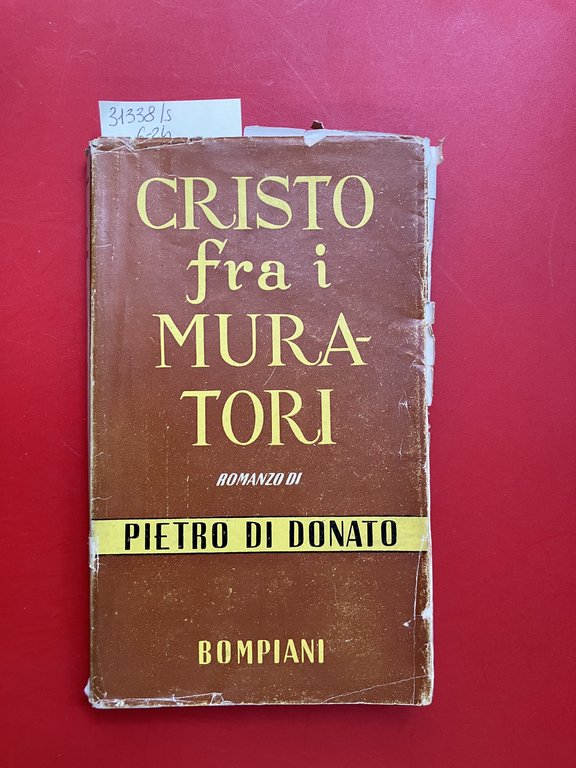 31338/s
CRISTO
fra i
MURA-
TORI
ROMANZO DI
PIETRO DI DONATO
BOMPIANI